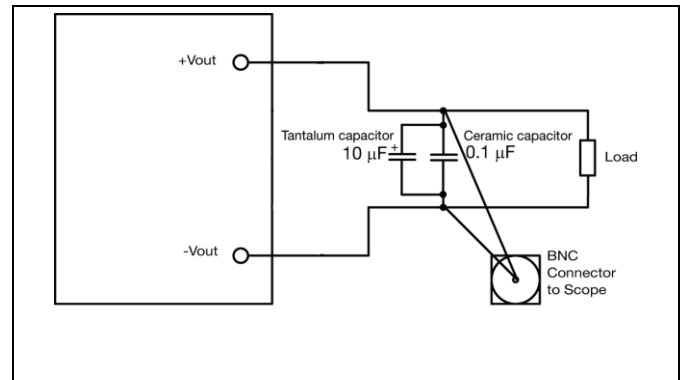 +Vout
Tantalum capacitor
10 μF
+
Ceramic capacitor
0.1 μF
Load
-Vout
BNC
Connector
to Scope